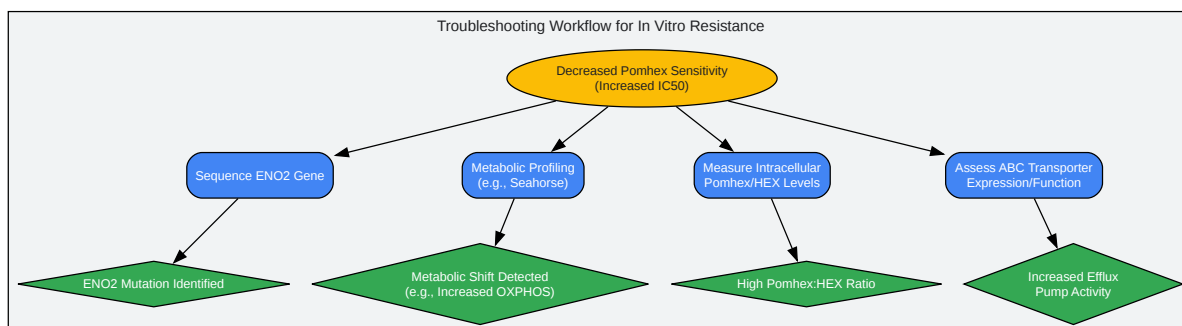 Troubleshooting Workflow for In Vitro Resistance
Decreased Pomhex Sensitivity
(Increased IC50)
Sequence ENO2 Gene
Metabolic Profiling
(e.g., Seahorse)
Measure Intracellular
Pomhex/HEX Levels
Assess ABC Transporter
Expression/Function
ENO2 Mutation Identified
Metabolic Shift Detected
(e.g., Increased OXPHOS)
High Pomhex:HEX Ratio
Increased Efflux
Pump Activity